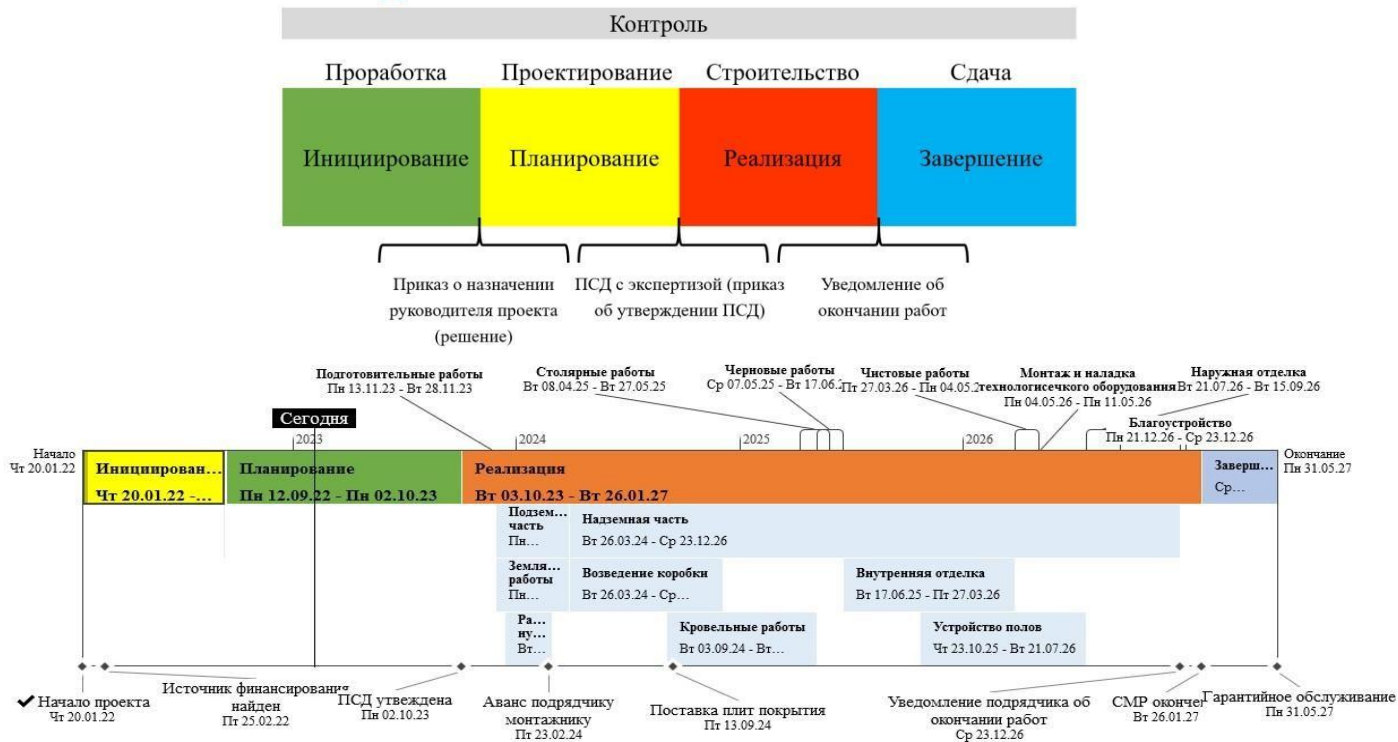 Контроль
Проработка
Проектирование
Строительство
Сдача
Инициирование
Планирование
Реализация
Завершение
Приказ о назначении
руководителя проекта
(решение)
ПСД с экспертизой (приказ
об утверждении ПСД)
Уведомление об
окончании работ
Подготовительные работы
Пн 13.11.23 - Вт 28.11.23
Столярные работы
Вт 08.04.25 - Вт 27.05.25
Черновые работы
Ср 07.05.25 - Вт 17.06.2
Чистовые работы
Пт 27.03.26 - Пн 04.05.2
Монтаж и наладка
технологисечкого оборудования
Пн 04.05.26 - Пн 11.05.26
Наружная отделка
Вт 21.07.26 - Вт 15.09.26
Благоустройство
Пн 21.12.26 - Ср 23.12.26
Сегодня
2023
2024
2025
2026
Начало
Чт 20.01.22
Окончание
Пн 31.05.27
Инициирован...
Чт 20.01.22 -...
Планирование
Пн 12.09.22 - Пн 02.10.23
Реализация
Вт 03.10.23 - Вт 26.01.27
Заверш...
Ср...
Подзем...
часть
Пн...
Надземная часть
Вт 26.03.24 - Ср 23.12.26
Земля...
работы
Пн...
Возведение коробки
Вт 26.03.24 - Ср...
Внутренняя отделка
Вт 17.06.25 - Пт 27.03.26
Ра...
ну...
Вт...
Кровельные работы
Вт 03.09.24 - Вт...
Устройство полов
Чт 23.10.25 - Вт 21.07.26
Начало проекта
Чт 20.01.22
Источник финансирования
найден
Пт 25.02.22
ПСД утвеждена
Пн 02.10.23
Аванс подрядчику
монтажнику
Пт 23.02.24
Поставка плит покрытия
Пт 13.09.24
Уведомление подрядчика об
окончании работ
Ср 23.12.26
СМР окончен
Вт 26.01.27
Гарантийное обслуживание
Пн 31.05.27